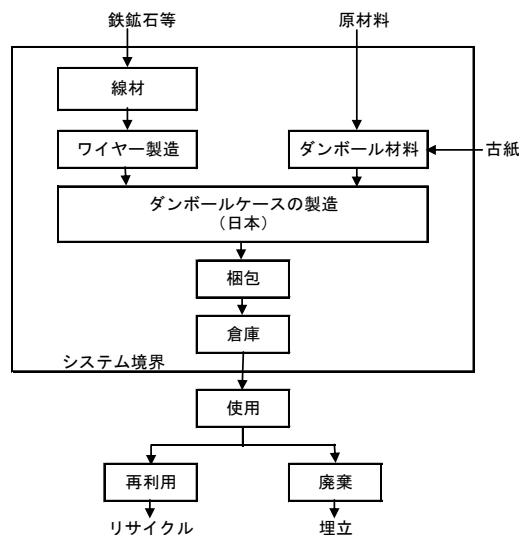 鉄鉱石等
原材料
線材
ワイヤー製造
ダンボール材料
古紙
ダンボールケースの製造
（日本）
梱包
倉庫
システム境界
使用
再利用
廃棄
リサイクル
埋立